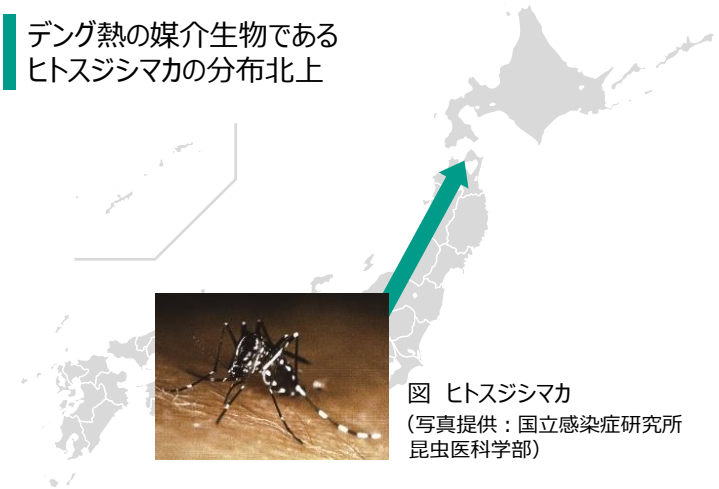 デング熱の媒介生物である
ヒトスジシマカの分布北上
図 ヒトスジシマカ
(写真提供：国立感染症研究所
昆虫医科学部)